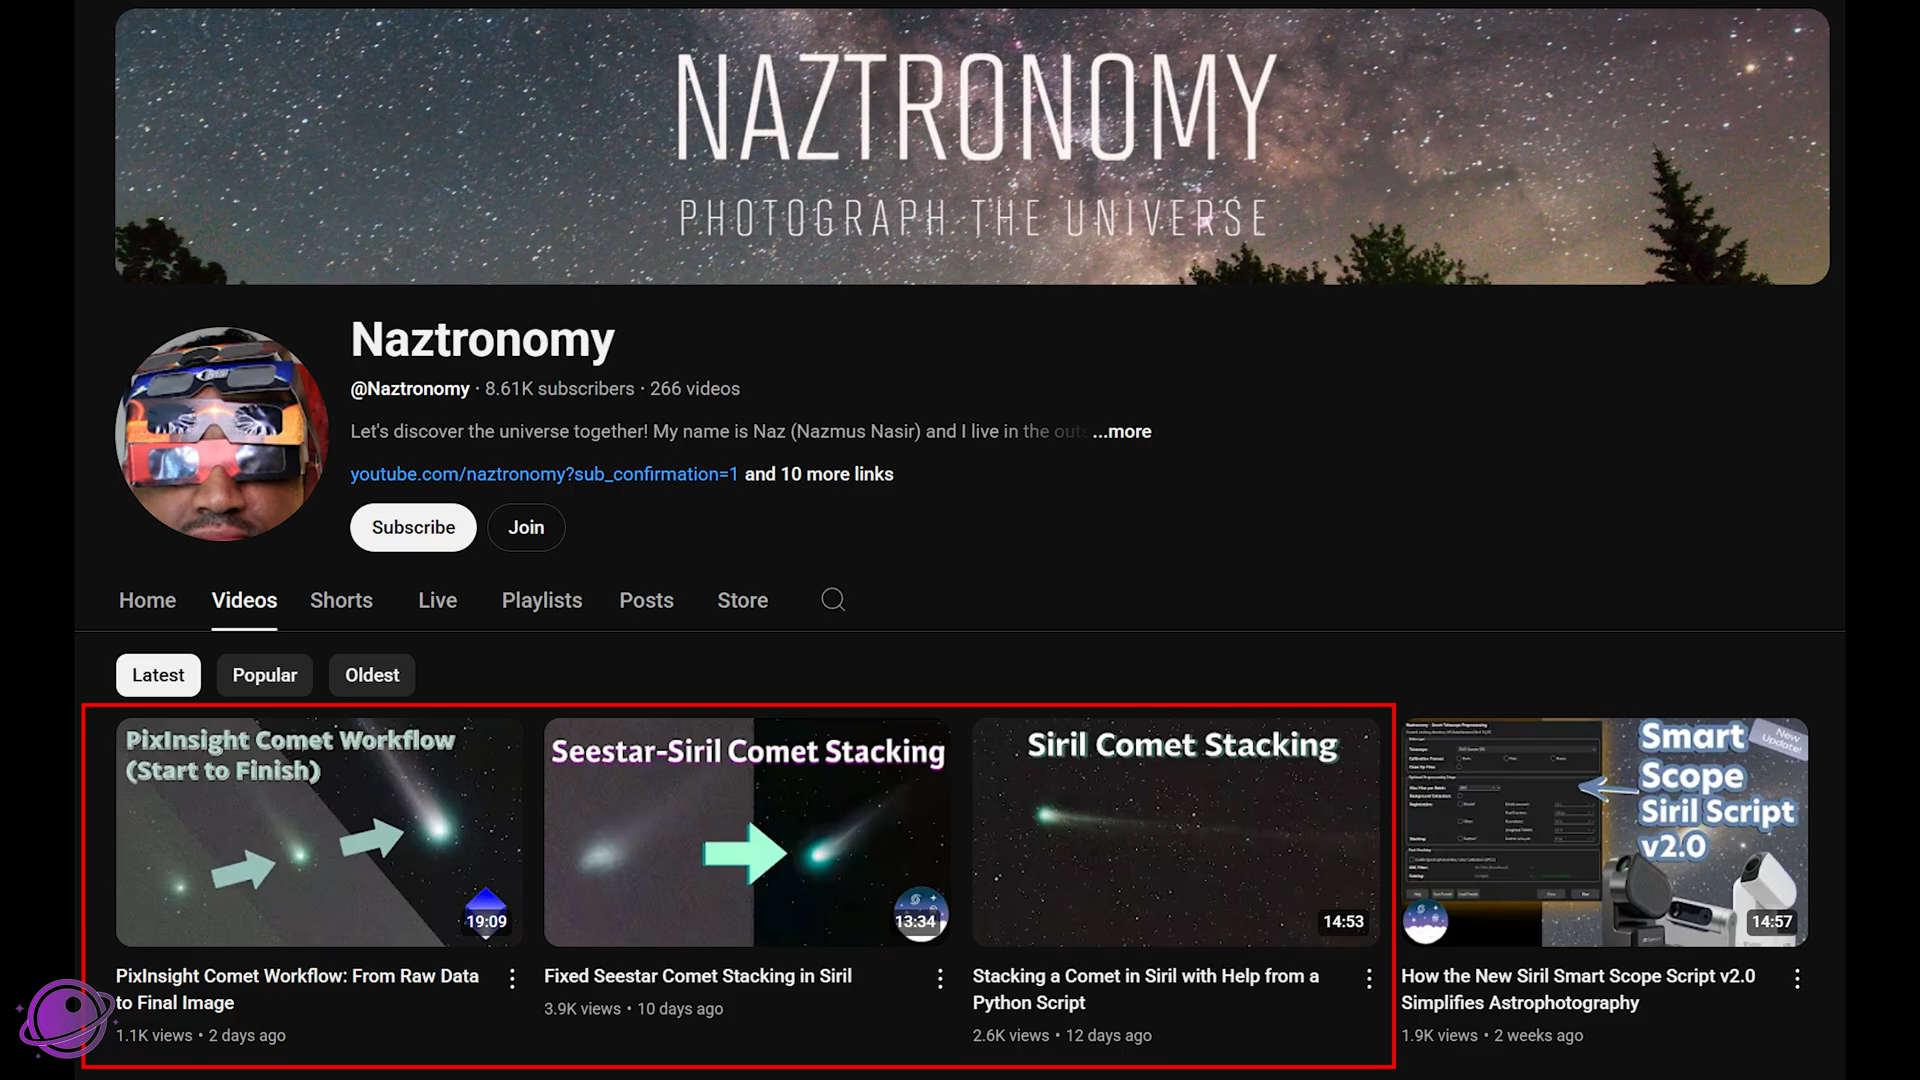 NAZTRONOMY
PHOTOGRAPH THE UNIVERSE
Naztronomy
@Naztronomy · 8.61K subscribers · 266 videos
Let's discover the universe together! My name is Naz (Nazmus Nasir) and I live in the outs ...more
youtube.com/naztronomy?sub_confirmation=1 and 10 more links
Subscribe Join
Home Videos Shorts Live Playlists Posts Store
Latest Popular Oldest
PixInsight Comet Workflow
(Start to Finish)
19:09
PixInsight Comet Workflow: From Raw Data
to Final Image
1.1K views • 2 days ago
Seestar-Siril Comet Stacking
13:34
Fixed Seestar Comet Stacking in Siril
3.9K views • 10 days ago
Siril Comet Stacking
14:53
Stacking a Comet in Siril with Help from a
Python Script
2.6K views • 12 days ago
Smart
Scope
Siril Script
v2.0
New
Update!
14:57
How the New Siril Smart Scope Script v2.0
Simplifies Astrophotography
1.9K views • 2 weeks ago